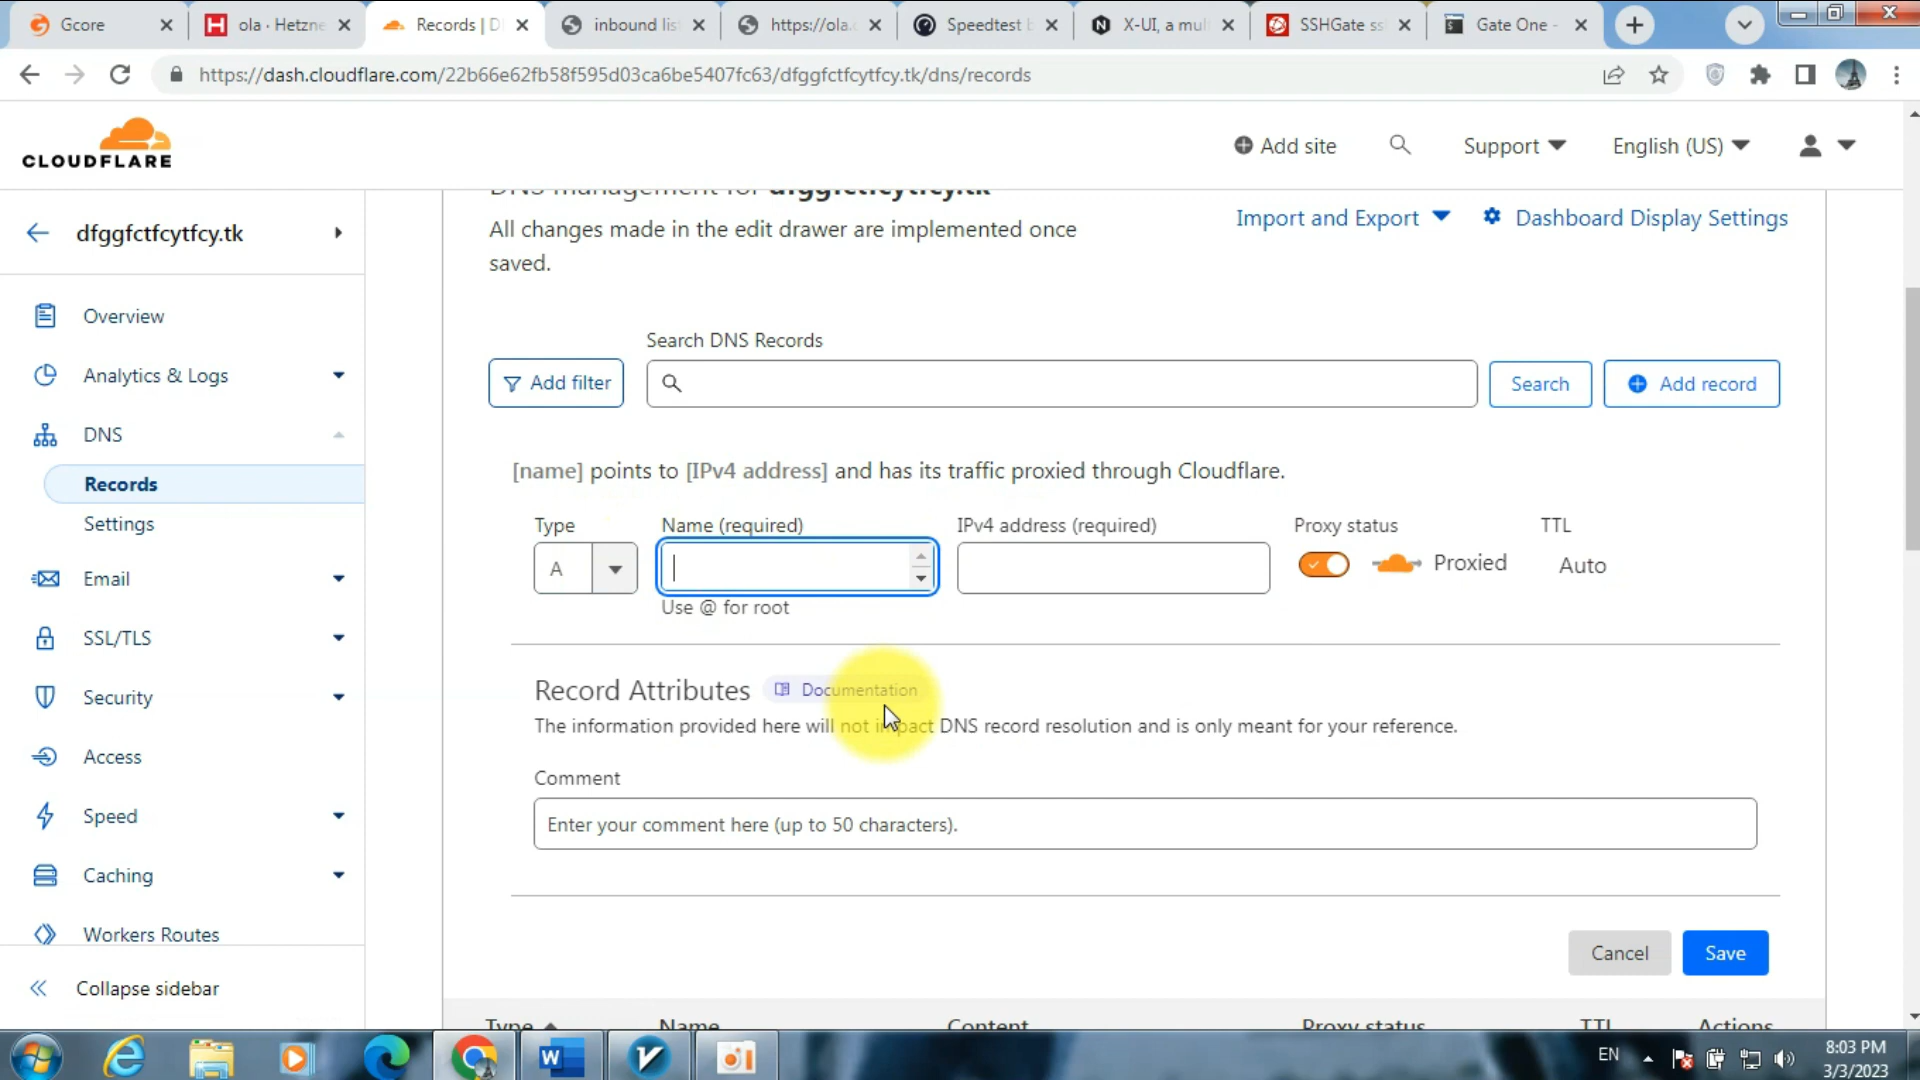 Gcore
ola · Hetzne
Records | D
inbound lis
https://ola.
Speedtest b
X-UI, a mul
SSHGate ss
Gate One -
https://dash.cloudflare.com/22b66e62fb58f595d03ca6be5407fc63/dfggfctfcytfcy.tk/dns/records
CLOUDFLARE
Add site
Support
English (US)
dfggfctfcytfcy.tk
Overview
Analytics & Logs
DNS
Records
Settings
Email
SSL/TLS
Security
Access
Speed
Caching
Workers Routes
Collapse sidebar
DNS management for dfggfctfcytfcy.tk
All changes made in the edit drawer are implemented once
saved.
Import and Export
Dashboard Display Settings
Search DNS Records
Add filter
Search
Add record
[name] points to [IPv4 address] and has its traffic proxied through Cloudflare.
Type
Name (required)
IPv4 address (required)
Proxy status
TTL
A
Proxied
Auto
Use @ for root
Record Attributes
Documentation
The information provided here will not impact DNS record resolution and is only meant for your reference.
Comment
Enter your comment here (up to 50 characters).
Cancel
Save
Type
Name
Content
Proxy status
TTL
Actions
EN
8:03 PM
3/3/2023